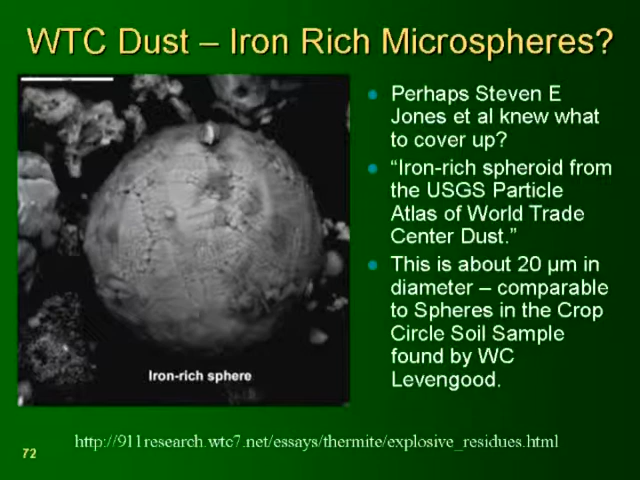 WTC Dust – Iron Rich Microspheres?
Perhaps Steven E
Jones et al knew what
to cover up?
“Iron-rich spheroid from
the USGS Particle
Atlas of World Trade
Center Dust.”
This is about 20 µm in
diameter – comparable
to Spheres in the Crop
Circle Soil Sample
found by WC
Levengood.
Iron-rich sphere
http://911research.wtc7.net/essays/thermite/explosive_residues.html
72